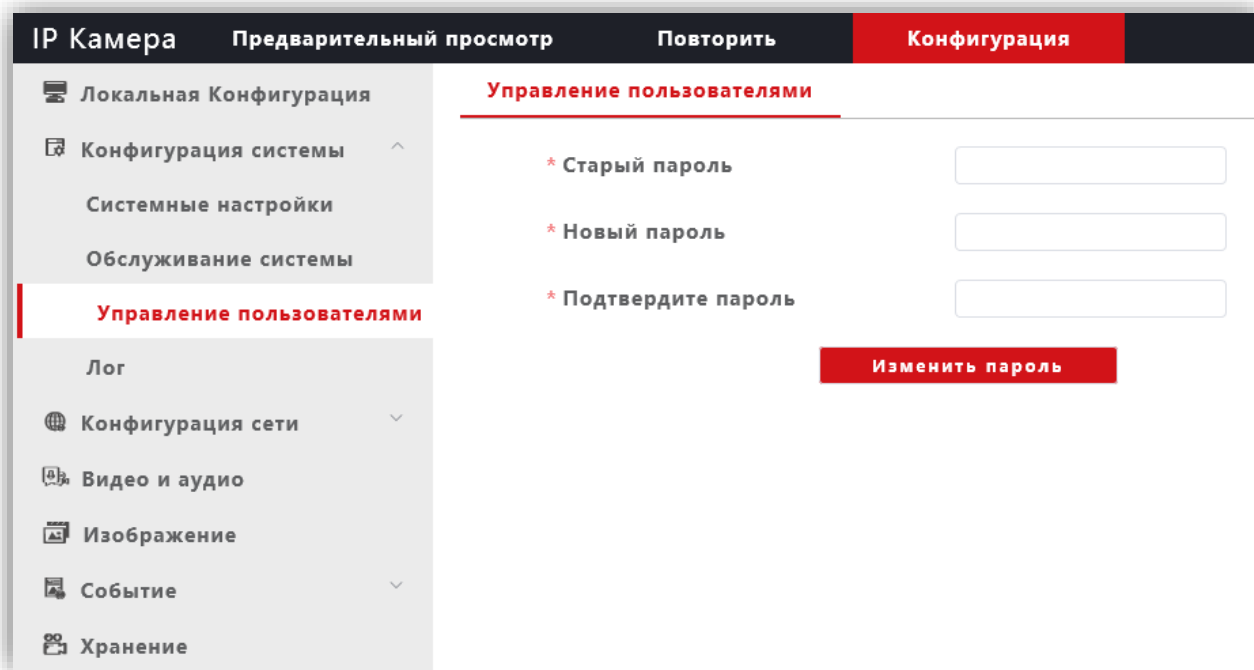 IP Камера Предварительный просмотр Повторить Конфигурация
Локальная Конфигурация
Конфигурация системы
Системные настройки
Обслуживание системы
Управление пользователями
Лог
Конфигурация сети
Видео и аудио
Изображение
Событие
Хранение
Управление пользователями
* Старый пароль
* Новый пароль
* Подтвердите пароль
Изменить пароль